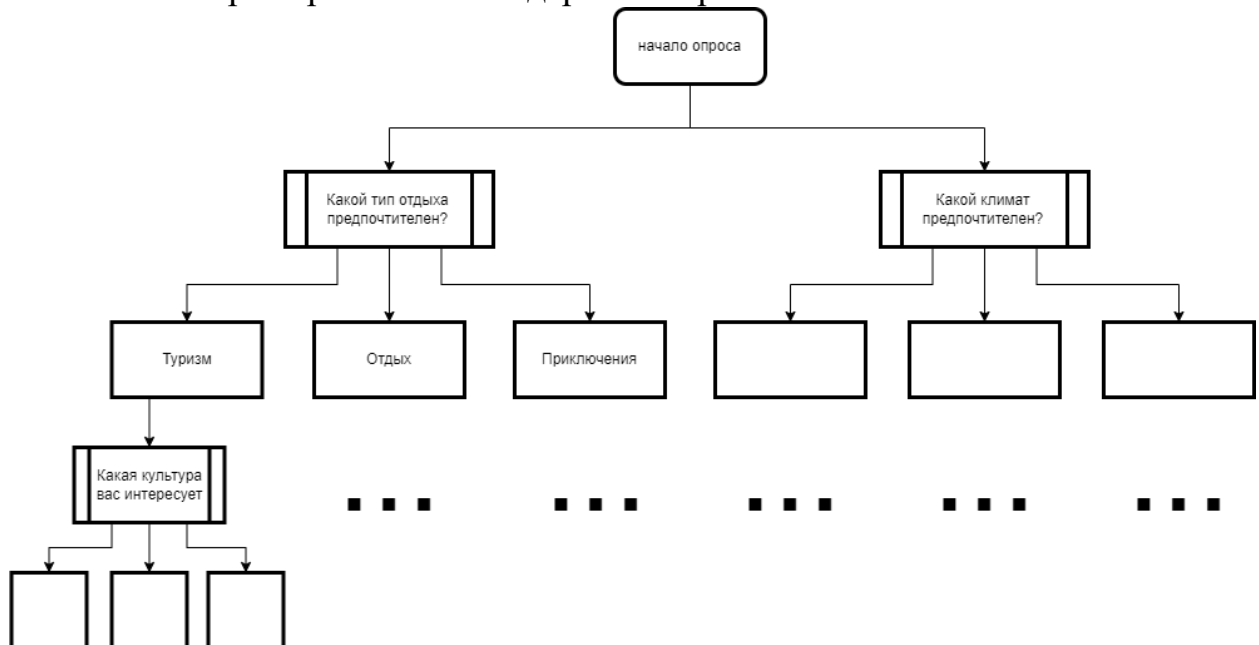 начало опроса
Какой тип отдыха
предпочтителен?
Какой климат
предпочтителен?
Туризм
Отдых
Приключения
Какая культура
вас интересует